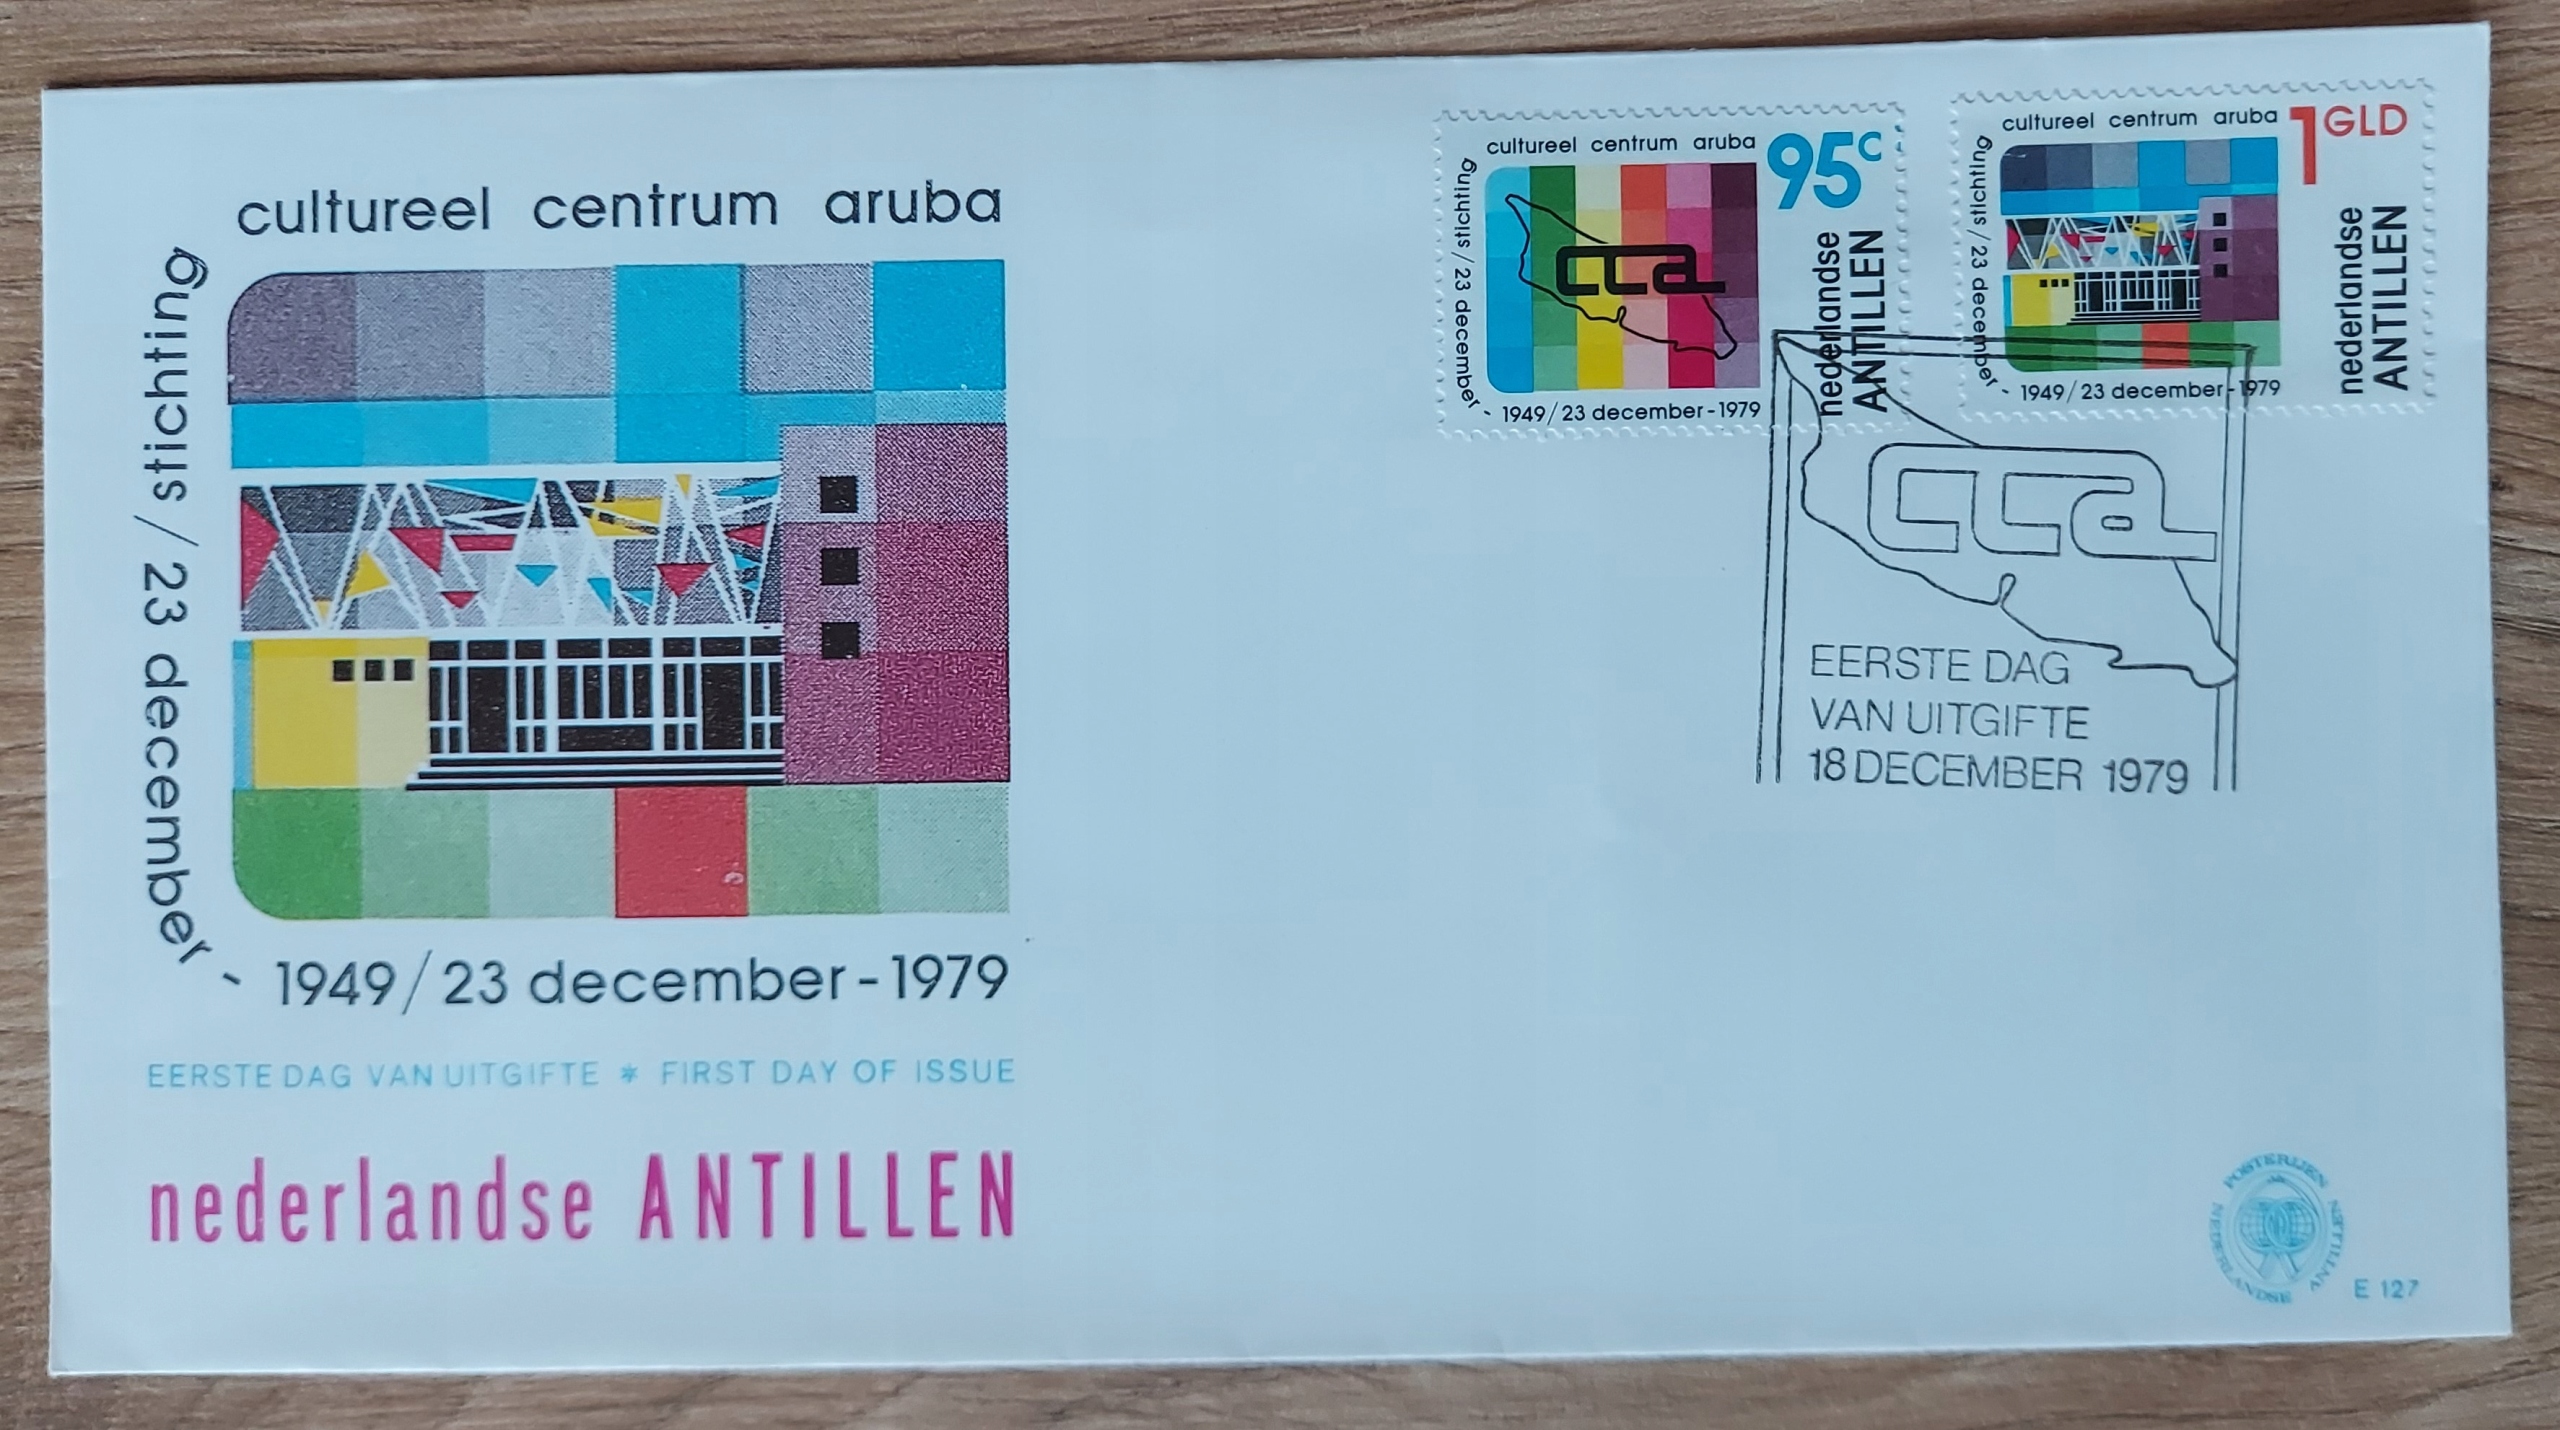 cultureel centrum aruba
stichting / 23 december - 1949 / 23 december - 1979
EERSTE DAG VAN UITGIFTE * FIRST DAY OF ISSUE
nederlandse ANTILLEN
cultureel centrum aruba
stichting / 23 december - 1949 / 23 december - 1979
cca
95c
nederlandse
ANTILLEN
cultureel centrum aruba
stichting / 23 december - 1949 / 23 december - 1979
1 GLD
nederlandse
ANTILLEN
cca
EERSTE DAG
VAN UITGIFTE
18 DECEMBER 1979
POSTERIJEN NEDERLANDSE ANTILLEN
E 127